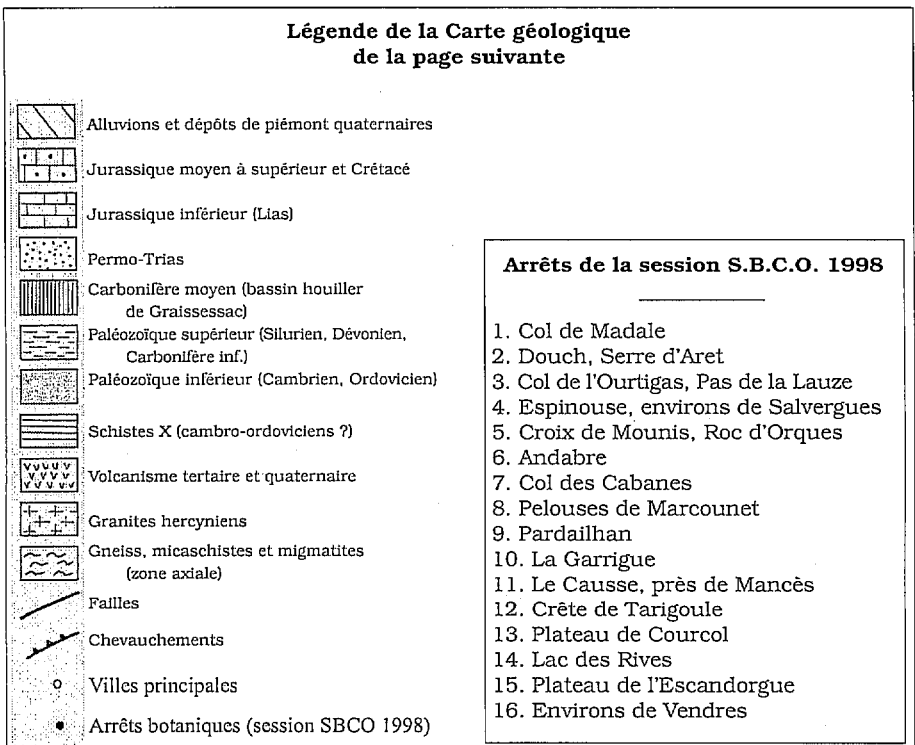 Légende de la Carte géologique
de la page suivante
Alluvions et dépôts de piémont quaternaires
Jurassique moyen à supérieur et Crétacé
Jurassique inférieur (Lias)
Permo-Trias
Carbonifère moyen (bassin houiller
de Graissessac)
Paléozoïque supérieur (Silurien, Dévonien,
Carbonifère inf.)
Paléozoïque inférieur (Cambrien, Ordovicien)
Schistes X (cambro-ordoviciens ?)
Volcanisme tertaire et quaternaire
Granites hercyniens
Gneiss, micaschistes et migmatites
(zone axiale)
Failles
Chevauchements
Villes principales
Arrêts botaniques (session SBCO 1998)
Arrêts de la session S.B.C.O. 1998
1. Col de Madale
2. Douch, Serre d'Aret
3. Col de l'Ourtigas, Pas de la Lauze
4. Espinouse, environs de Salvergues
5. Croix de Mounis, Roc d'Orques
6. Andabre
7. Col des Cabanes
8. Pelouses de Marcounet
9. Pardailhan
10. La Garrigue
11. Le Causse, près de Mancès
12. Crête de Tarigoule
13. Plateau de Courcol
14. Lac des Rives
15. Plateau de l'Escandorgue
16. Environs de Vendres